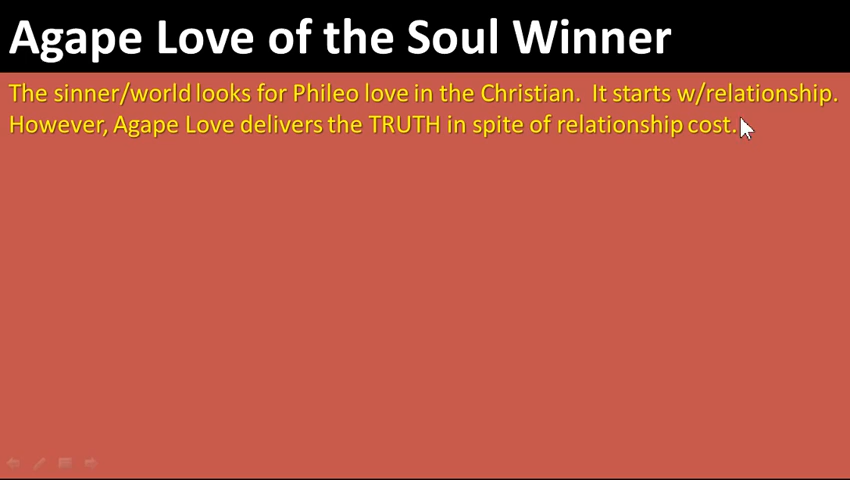 Agape Love of the Soul Winner
The sinner/world looks for Phileo love in the Christian.  It starts w/relationship.
However, Agape Love delivers the TRUTH in spite of relationship cost.